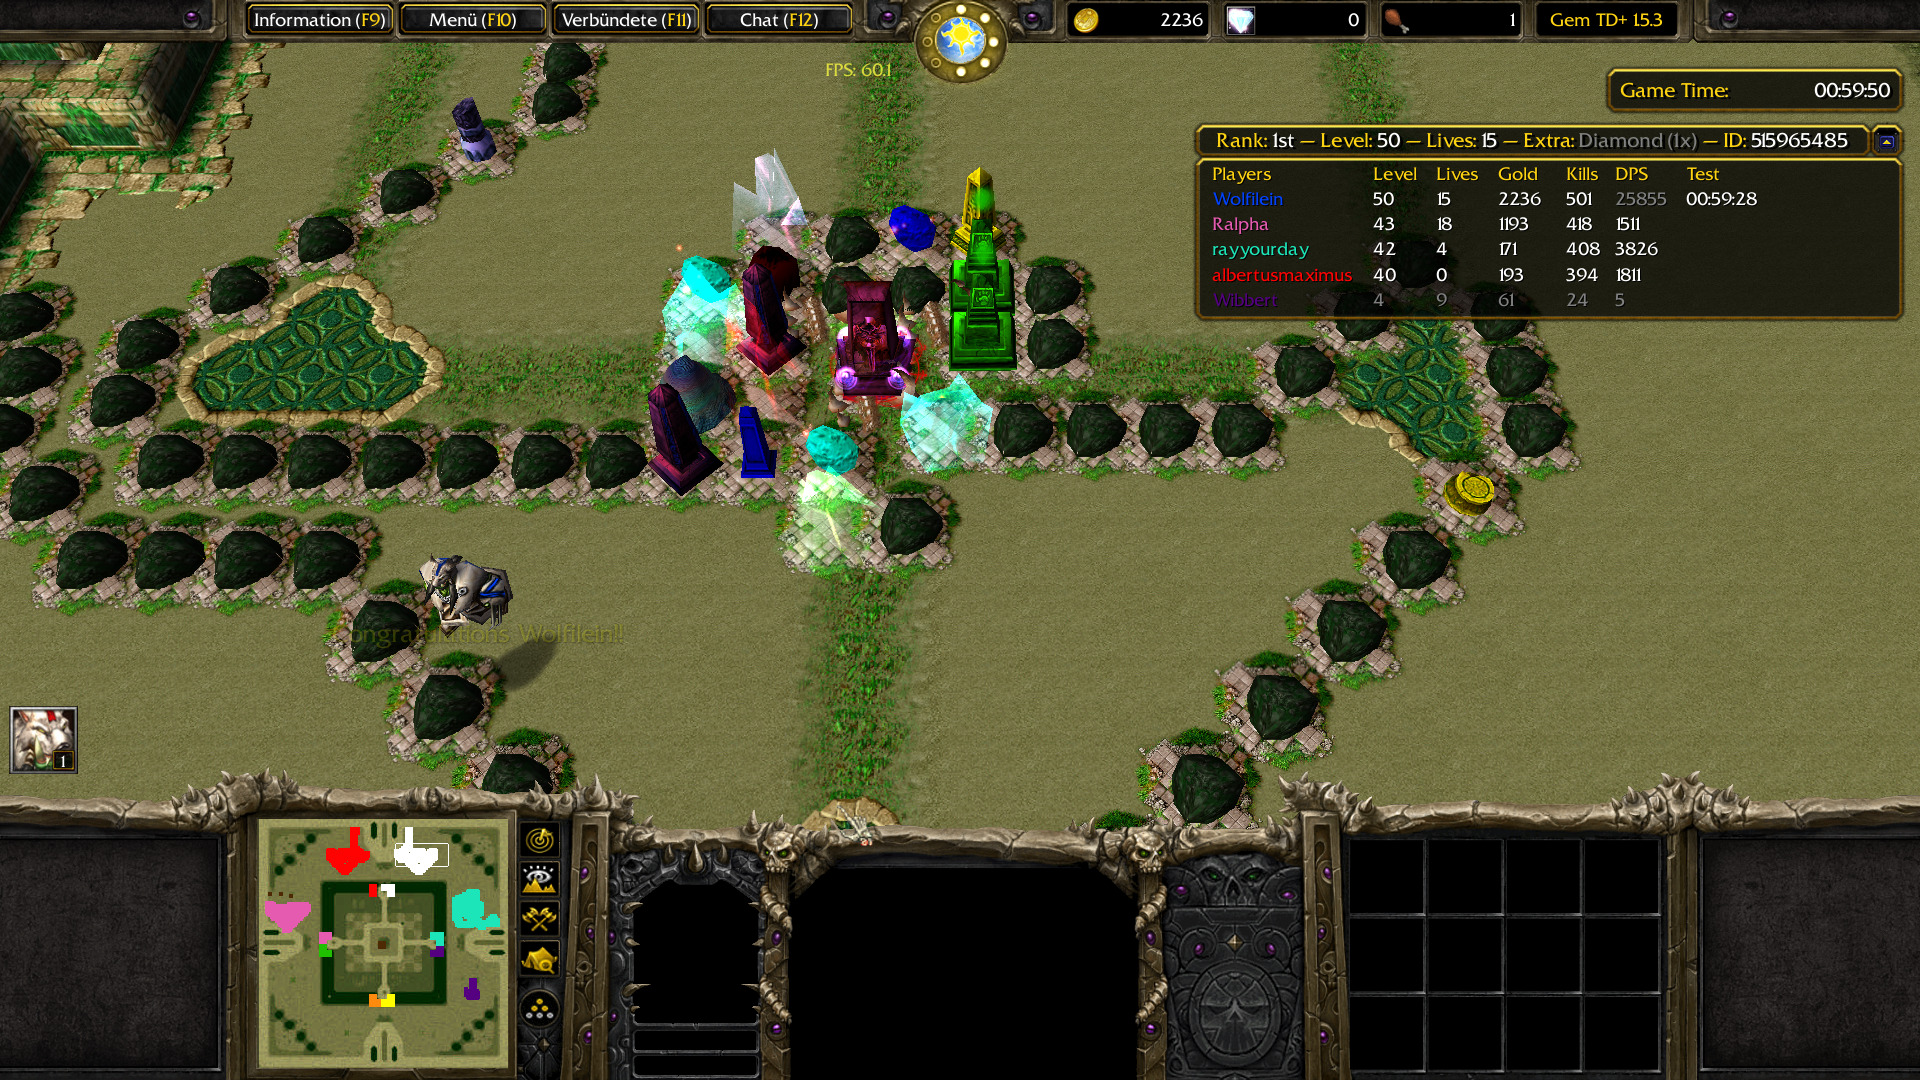 Information (F9) Menü (F10) Verbündete (F11) Chat (F12) 2236 0 1 Gem TD+ 15.3
FPS: 60.1
Game Time: 00:59:50
Rank: 1st — Level: 50 — Lives: 15 — Extra: Diamond (1x) — ID: 515965485
Players Level Lives Gold Kills DPS Test
Wolfilein 50 15 2236 501 25855 00:59:28
Ralpha 43 18 1193 418 1511
rayyourday 42 4 171 408 3826
albertusmaximus 40 0 193 394 1811
Wibbert 4 9 61 24 5
Congratulations Wolfilein!!
1